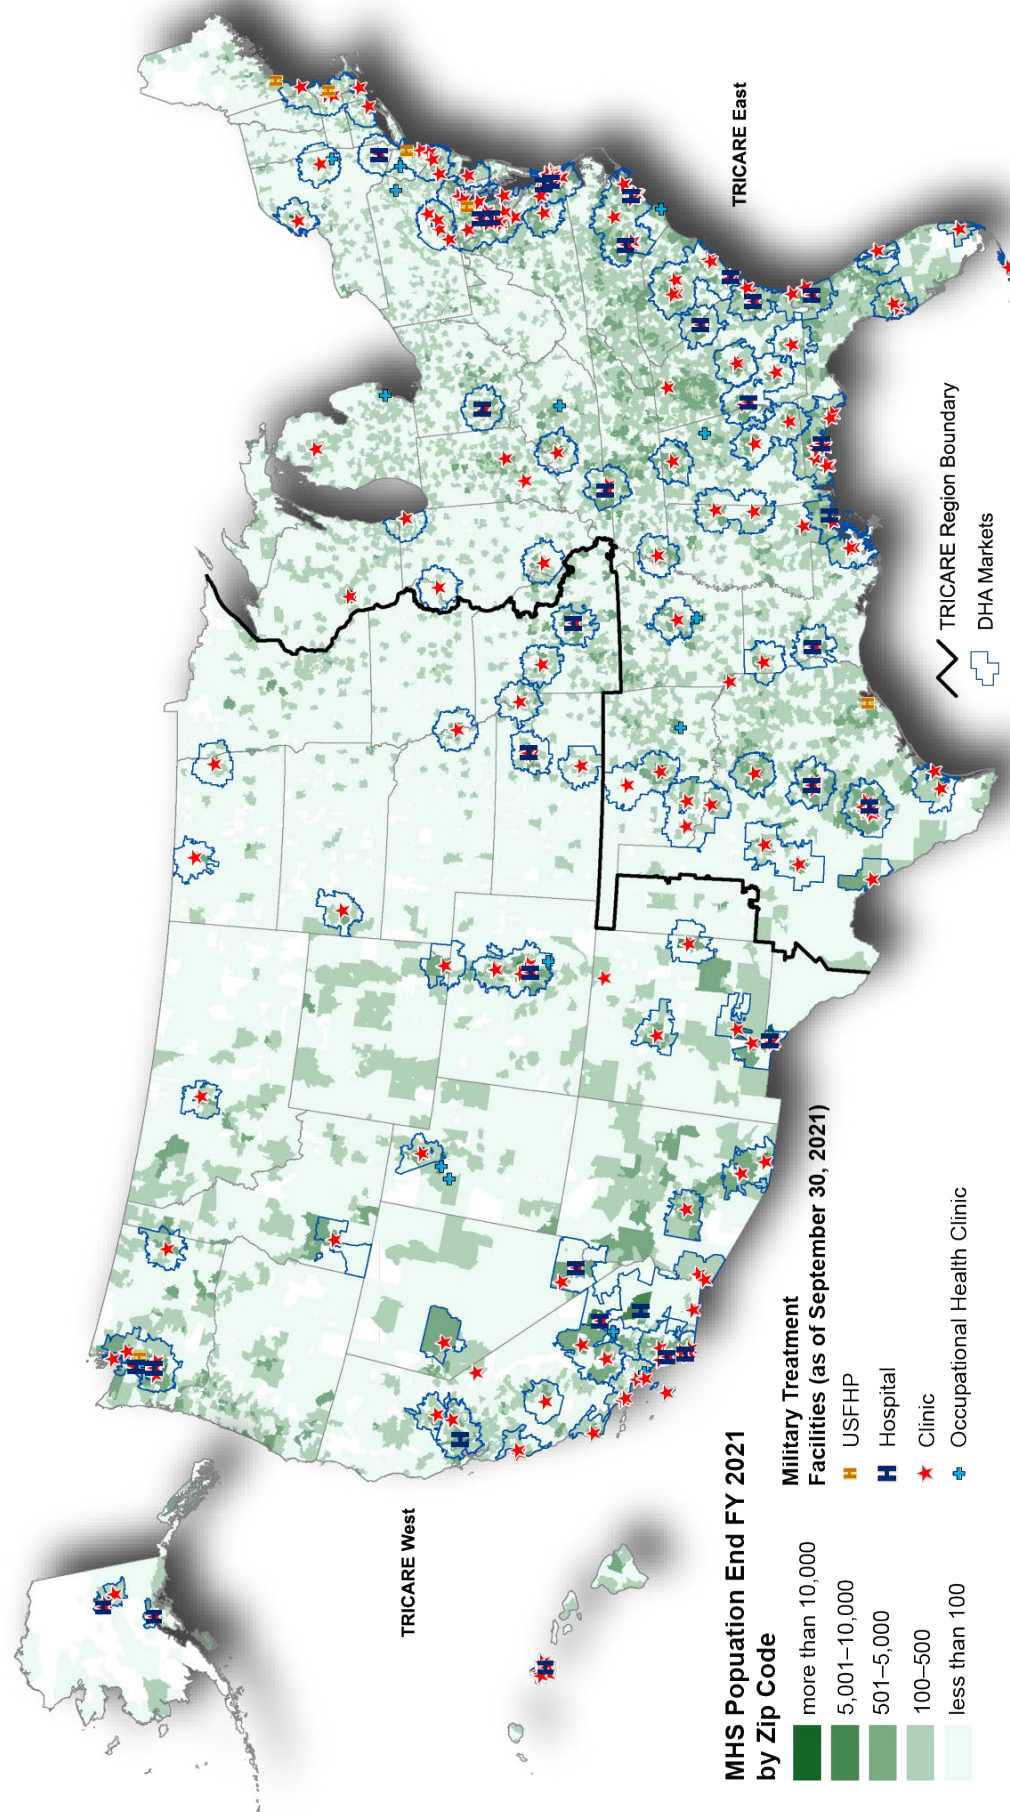 TRICARE West
TRICARE East
MHS Popuation End FY 2021
by Zip Code
more than 10,000
5,001–10,000
501–5,000
100–500
less than 100
Military Treatment
Facilities (as of September 30, 2021)
H USFHP
H Hospital
Clinic
Occupational Health Clinic
TRICARE Region Boundary
DHA Markets